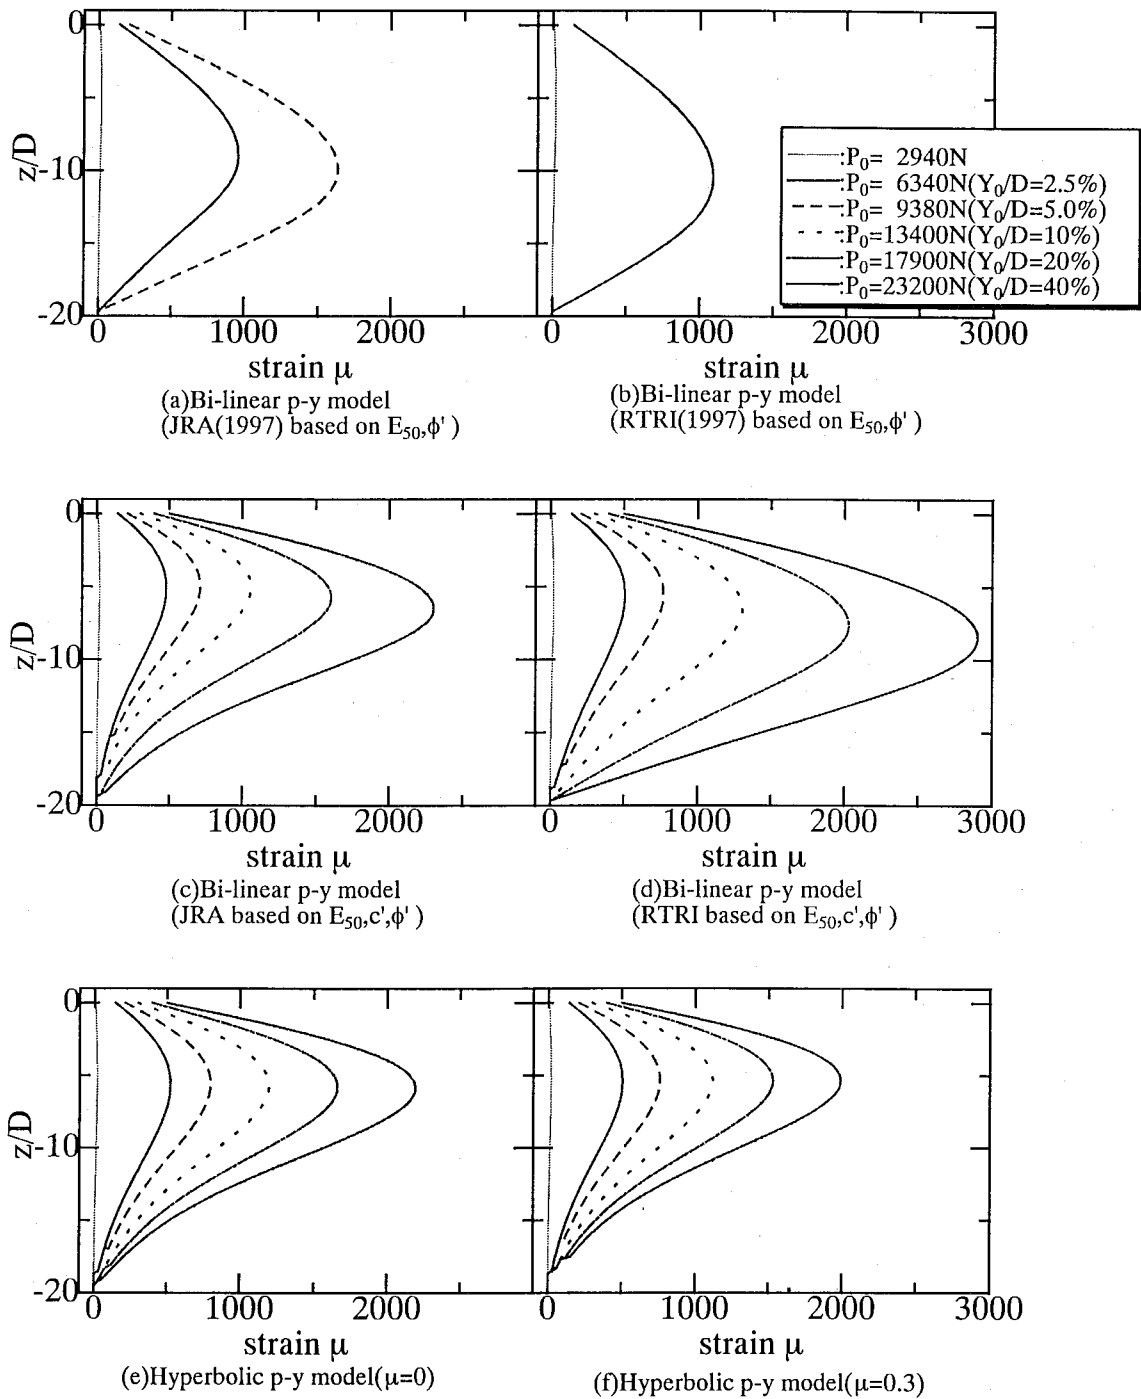 0
-10
-20
z/D
0
1000
2000
strain μ
(a)Bi-linear p-y model
(JRA(1997) based on E50,ϕ' )
0
1000
2000
3000
strain μ
(b)Bi-linear p-y model
(RTRI(1997) based on E50,ϕ' )
:P0= 2940N
:P0= 6340N(Y0/D=2.5%)
:P0= 9380N(Y0/D=5.0%)
:P0=13400N(Y0/D=10%)
:P0=17900N(Y0/D=20%)
:P0=23200N(Y0/D=40%)
0
-10
-20
z/D
0
1000
2000
strain μ
(c)Bi-linear p-y model
(JRA based on E50,c',ϕ' )
0
1000
2000
3000
strain μ
(d)Bi-linear p-y model
(RTRI based on E50,c',ϕ' )
0
-10
-20
z/D
0
1000
2000
strain μ
(e)Hyperbolic p-y model(μ=0)
0
1000
2000
3000
strain μ
(f)Hyperbolic p-y model(μ=0.3)